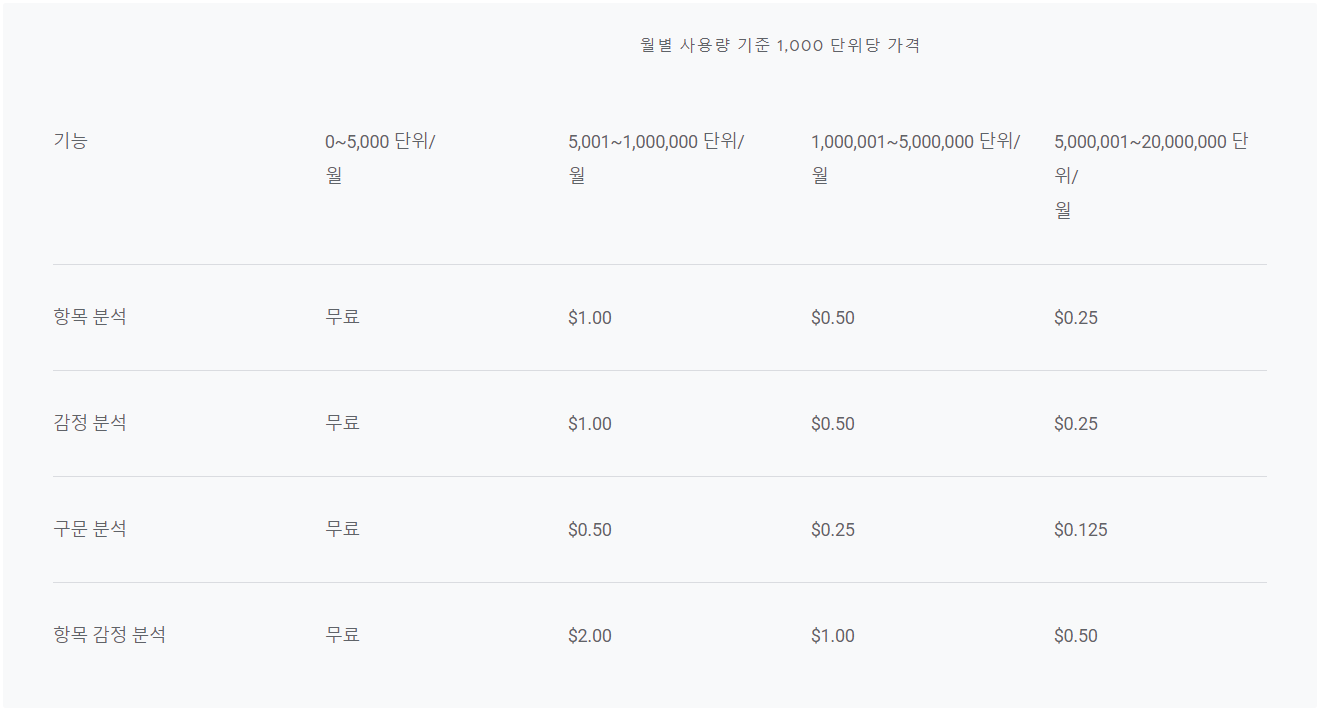 월별 사용량 기준 1,000 단위당 가격
기능 0~5,000 단위/ 5,001~1,000,000 단위/ 1,000,001~5,000,000 단위/ 5,000,001~20,000,000 단
월 월 월 위/
월
항목 분석 무료 $1.00 $0.50 $0.25
감정 분석 무료 $1.00 $0.50 $0.25
구문 분석 무료 $0.50 $0.25 $0.125
항목 감정 분석 무료 $2.00 $1.00 $0.50